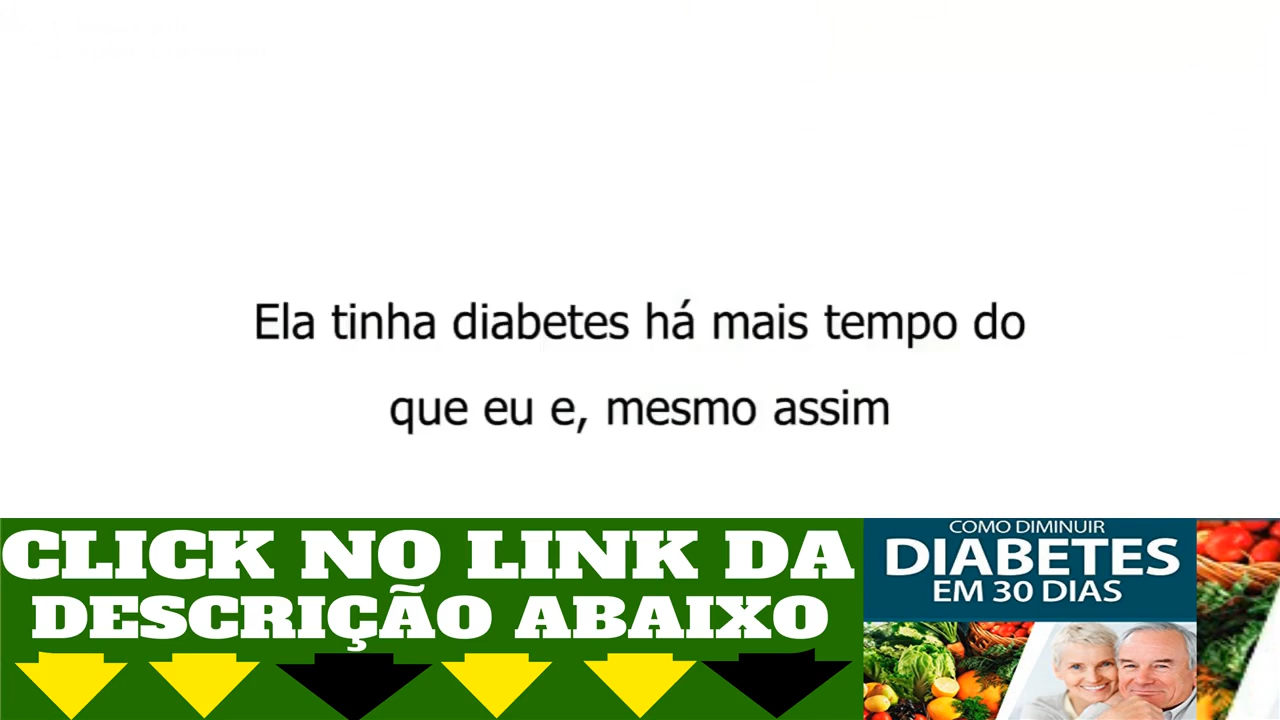 Ela tinha diabetes há mais tempo do
que eu e, mesmo assim
CLICK NO LINK DA
DESCRIÇÃO ABAIXO
COMO DIMINUIR
DIABETES
EM 30 DIAS